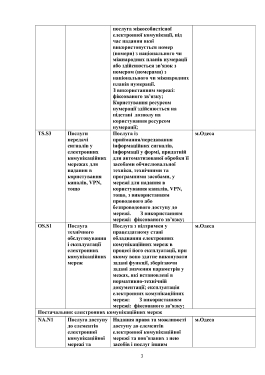 послуга міжособистісної
електронної комунікації, під
час надання якої
використовується номер
(номери) з національного чи
міжнародних планів нумерації
або здійснюється зв'язок з
номером (номерами) з
національного чи міжнародних
планів нумерації.
З використанням мережі:
фіксованого зв'язку;
Користування ресурсом
нумерації здійснюється на
підставі дозволу на
користування ресурсом
нумерації;
TS.S3 Послуги Послуга із м.Одеса
передачі приймання/передавання
сигналів у інформаційних сигналів,
електронних інформації у формі, придатній
комунікаційних для автоматизованої обробки її
мережах для засобами обчислювальної
надання в техніки, технічними та
користування програмними засобами, у
каналів, VPN, мережі для надання в
тощо користування каналів, VPN,
тощо, з використанням
проводового або
безпроводового доступу до
мережі. З використанням
мережі: фіксованого зв'язку;
OS.S1 Послуга Послуга з підтримки у м.Одеса
технічного працездатному стані
обслуговування обладнання електронних
і експлуатації комунікаційних мереж в
електронних процесі його експлуатації, при
комунікаційних якому воно здатне виконувати
мереж задані функції, зберігаючи
задані значення параметрів у
межах, які встановлені в
нормативно-технічній
документації; експлуатація
електронних комунікаційних
мереж: З використанням
мережі: фіксованого зв'язку;
Постачальник електронних комунікаційних мереж
NA.N1 Послуга доступу Надання права та можливості м.Одеса
до елементів доступу до елементів
електронної електронної комунікаційної
комунікаційної мережі та пов'язаних з нею
мережі та засобів і послуг іншим
3